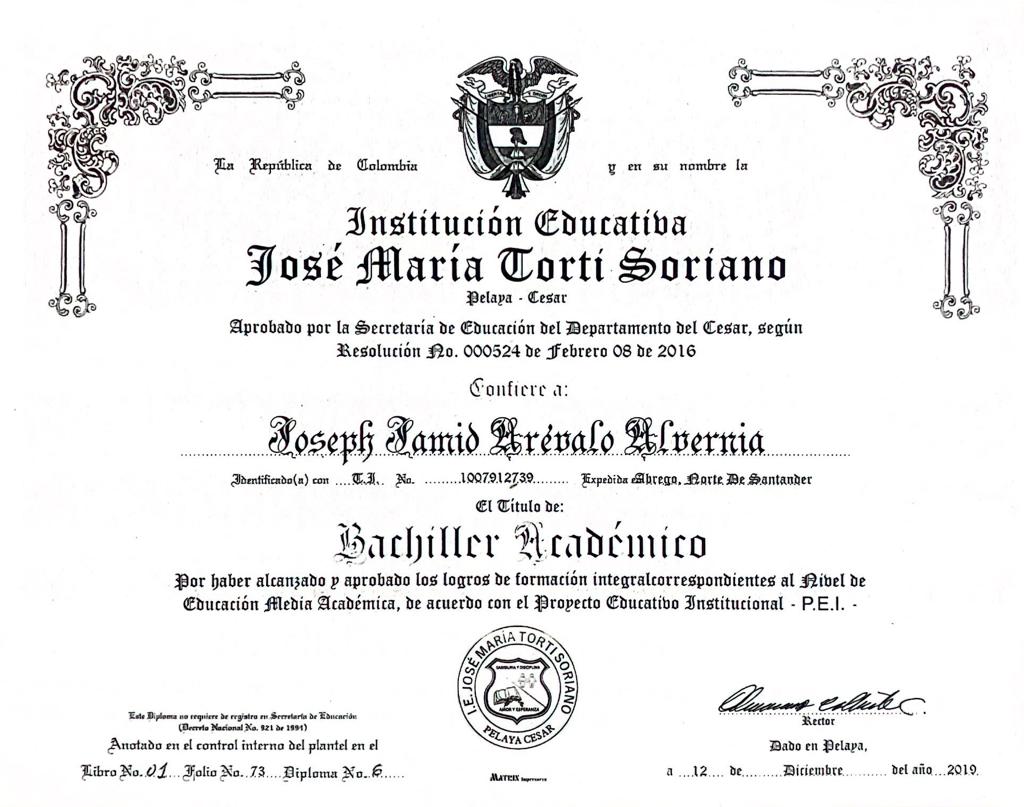 La República de Colombia y en su nombre la
Institución Educativa
José María Torti Soriano
Pelaya - Cesar
Aprobado por la Secretaría de Educación del Departamento del Cesar, según
Resolución No. 000524 de Febrero 08 de 2016
Confiere a:
Joseph Jamid Arévalo Alvernia
Identificado(a) con ....T.I.. No. .........1007912739......... Expedida Abrego, Norte De Santander
El Título de:
Bachiller Académico
Por haber alcanzado y aprobado los logros de formación integralcorrespondientes al Nivel de
Educación Media Académica, de acuerdo con el Proyecto Educativo Institucional - P.E.I. -
I.E. JOSÉ MARIA TORTI SORIANO
SABIDURIA Y DISCIPLINA
AMOR Y ESPERANZA
PELAYA CESAR
Este Diploma no requiere de registro en Secretaría de Educación
(Decreto Nacional No. 921 de 1994)
Anotado en el control interno del plantel en el
Libro No. 01 ...Folio No. .73....Diploma No..6.....
Rector
Dado en Pelaya,
a ....12.... de..........Diciembre........... del año....2019.
MATRIX Impresores